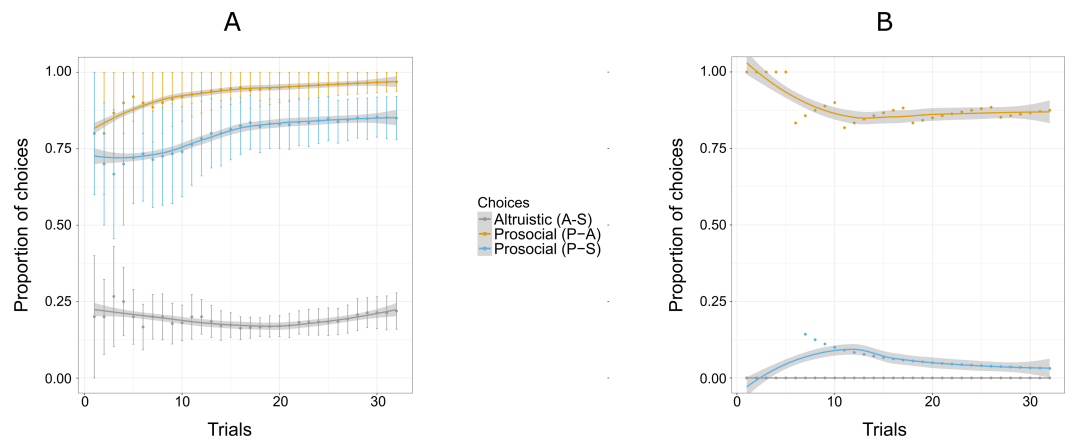 A
B
Proportion of choices
1.00
0.75
0.50
0.25
0.00
0
10
20
30
Trials
Choices
Altruistic (A-S)
Prosocial (P−A)
Prosocial (P−S)
Proportion of choices
1.00
0.75
0.50
0.25
0.00
0
10
20
30
Trials